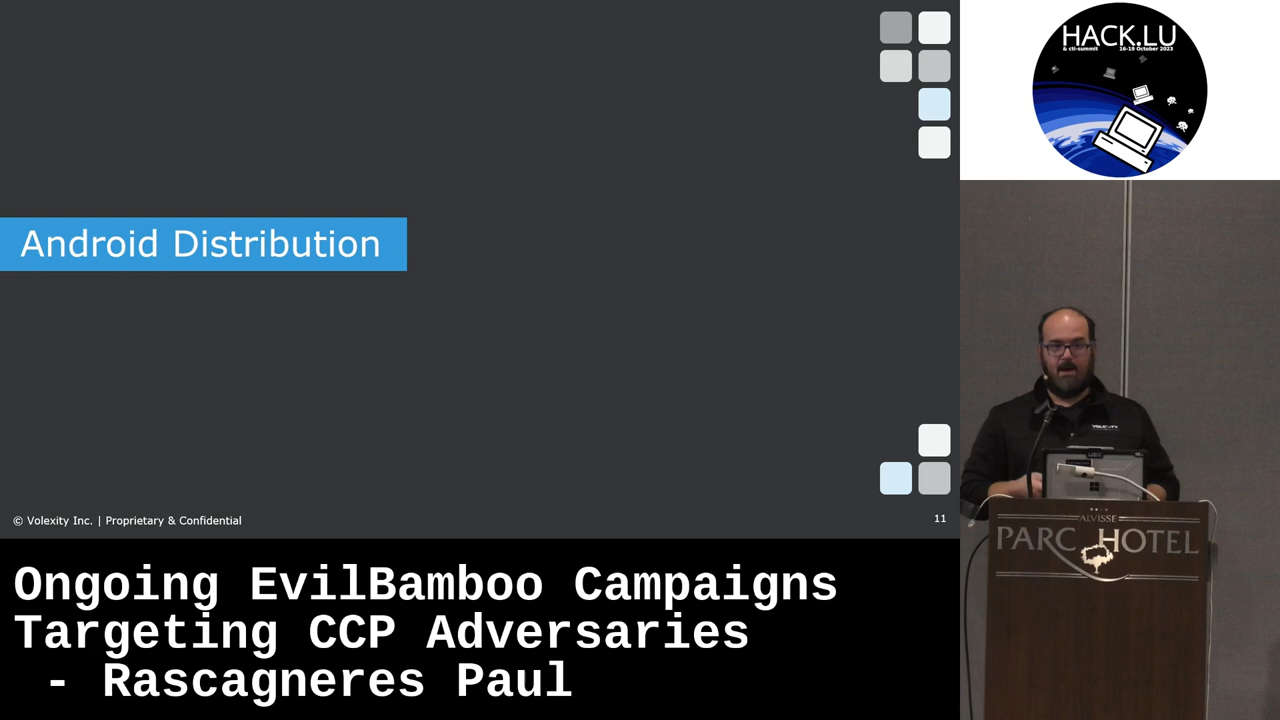 HACK.LU
& cti-summit 16-19 October 2023
Android Distribution
VOLEXITY
© Volexity Inc. | Proprietary & Confidential
11
ALVISSE
PARC HOTEL
Ongoing EvilBamboo Campaigns
Targeting CCP Adversaries
- Rascagneres Paul